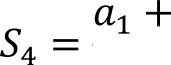 S₄ = a₁ +